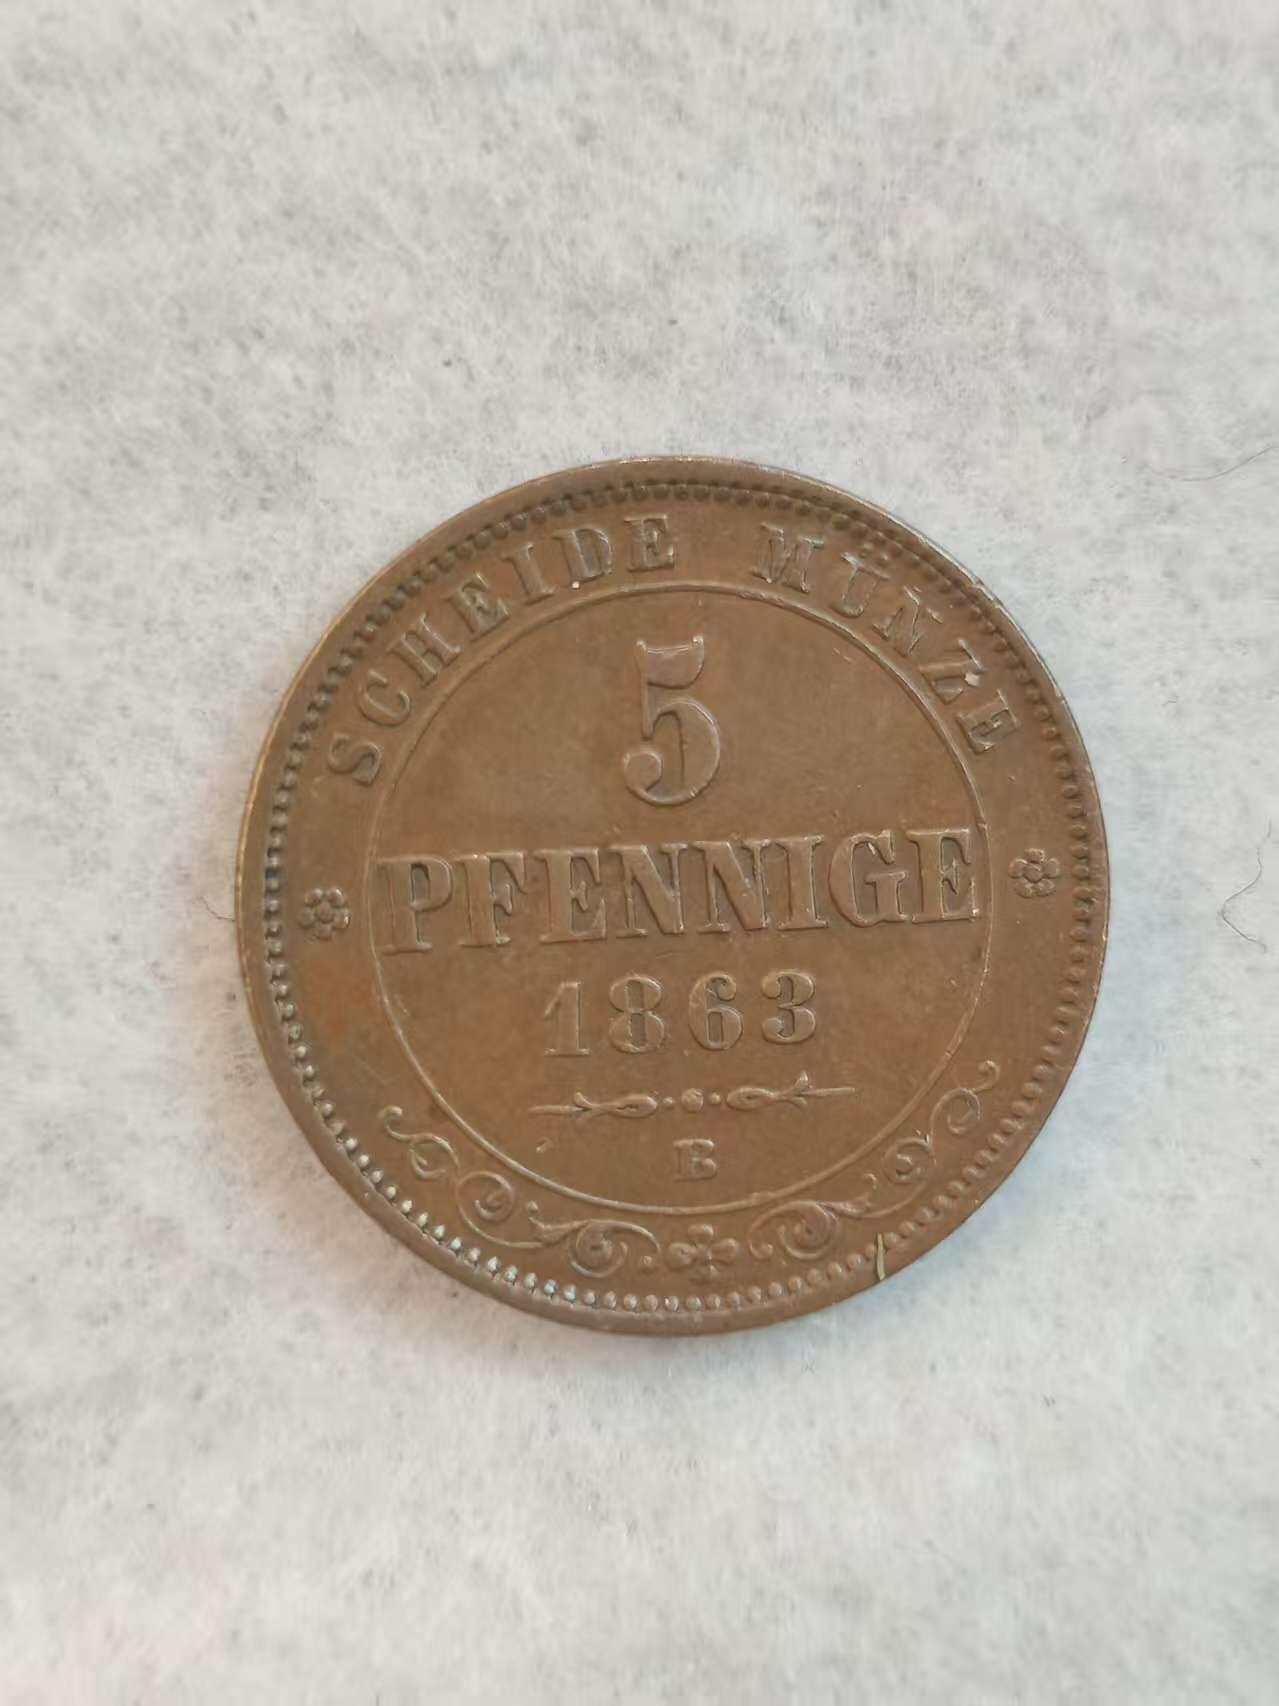 SCHEIDE MÜNZE
5
PFENNIGE
1863
B